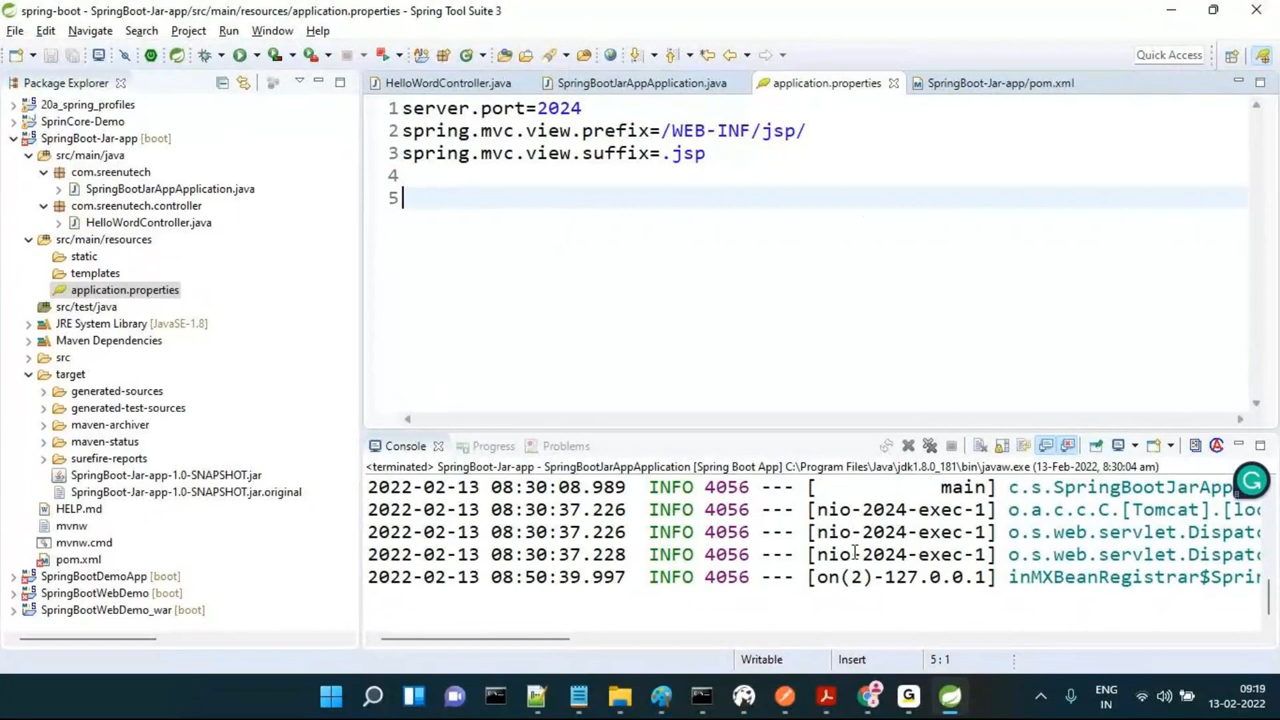 spring-boot - SpringBoot-Jar-app/src/main/resources/application.properties - Spring Tool Suite 3
File Edit Navigate Search Project Run Window Help
Quick Access
Package Explorer
20a_spring_profiles
SprinCore-Demo
SpringBoot-Jar-app [boot]
src/main/java
com.sreenutech
SpringBootJarAppApplication.java
com.sreenutech.controller
HelloWordController.java
src/main/resources
static
templates
application.properties
src/test/java
JRE System Library [JavaSE-1.8]
Maven Dependencies
src
target
generated-sources
generated-test-sources
maven-archiver
maven-status
surefire-reports
SpringBoot-Jar-app-1.0-SNAPSHOT.jar
SpringBoot-Jar-app-1.0-SNAPSHOT.jar.original
HELP.md
mvnw
mvnw.cmd
pom.xml
SpringBootDemoApp [boot]
SpringBootWebDemo [boot]
SpringBootWebDemo_war [boot]
HelloWordController.java SpringBootJarAppApplication.java application.properties SpringBoot-Jar-app/pom.xml
1 server.port=2024
2 spring.mvc.view.prefix=/WEB-INF/jsp/
3 spring.mvc.view.suffix=.jsp
4
5
Console Progress Problems
<terminated> SpringBoot-Jar-app - SpringBootJarAppApplication [Spring Boot App] C:\Program Files\Java\jdk1.8.0_181\bin\javaw.exe (13-Feb-2022, 8:30:04 am)
2022-02-13 08:30:08.989 INFO 4056 --- [ main] c.s.SpringBootJarApp
2022-02-13 08:30:37.226 INFO 4056 --- [nio-2024-exec-1] o.a.c.c.C.[Tomcat].[loc
2022-02-13 08:30:37.226 INFO 4056 --- [nio-2024-exec-1] o.s.web.servlet.Dispatc
2022-02-13 08:30:37.228 INFO 4056 --- [nio-2024-exec-1] o.s.web.servlet.Dispatc
2022-02-13 08:50:39.997 INFO 4056 --- [on(2)-127.0.0.1] inMXBeanRegistrar$Sprin
Writable Insert 5:1
ENG
IN
09:19
13-02-2022